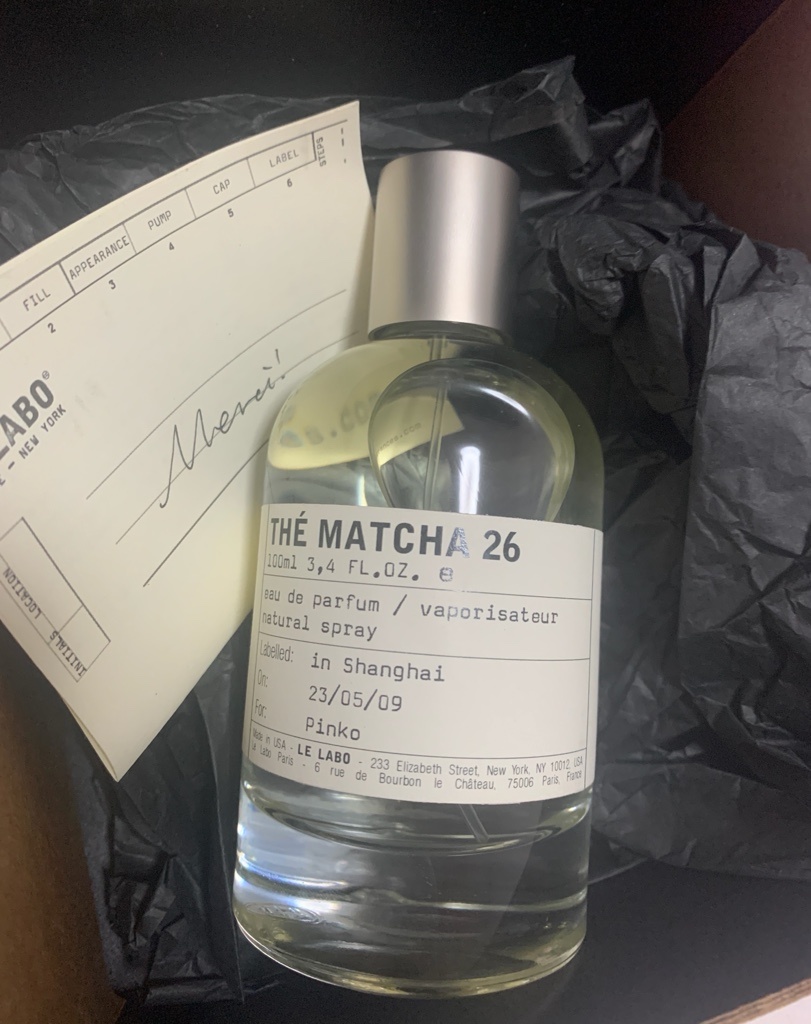 STEPS
FILL
APPEARANCE
PUMP
CAP
LABEL
2
3
4
5
6
LABO®
- NEW YORK
Merci!
LOCATION
INITIALS
THÉ MATCHA 26
100ml 3,4 FL.OZ. e
eau de parfum / vaporisateur
natural spray
Labelled: in Shanghai
On: 23/05/09
For: Pinko
Made in USA - LE LABO - 233 Elizabeth Street, New York, NY 10012, USA
Le Labo Paris - 6 rue de Bourbon le Château, 75006 Paris, France